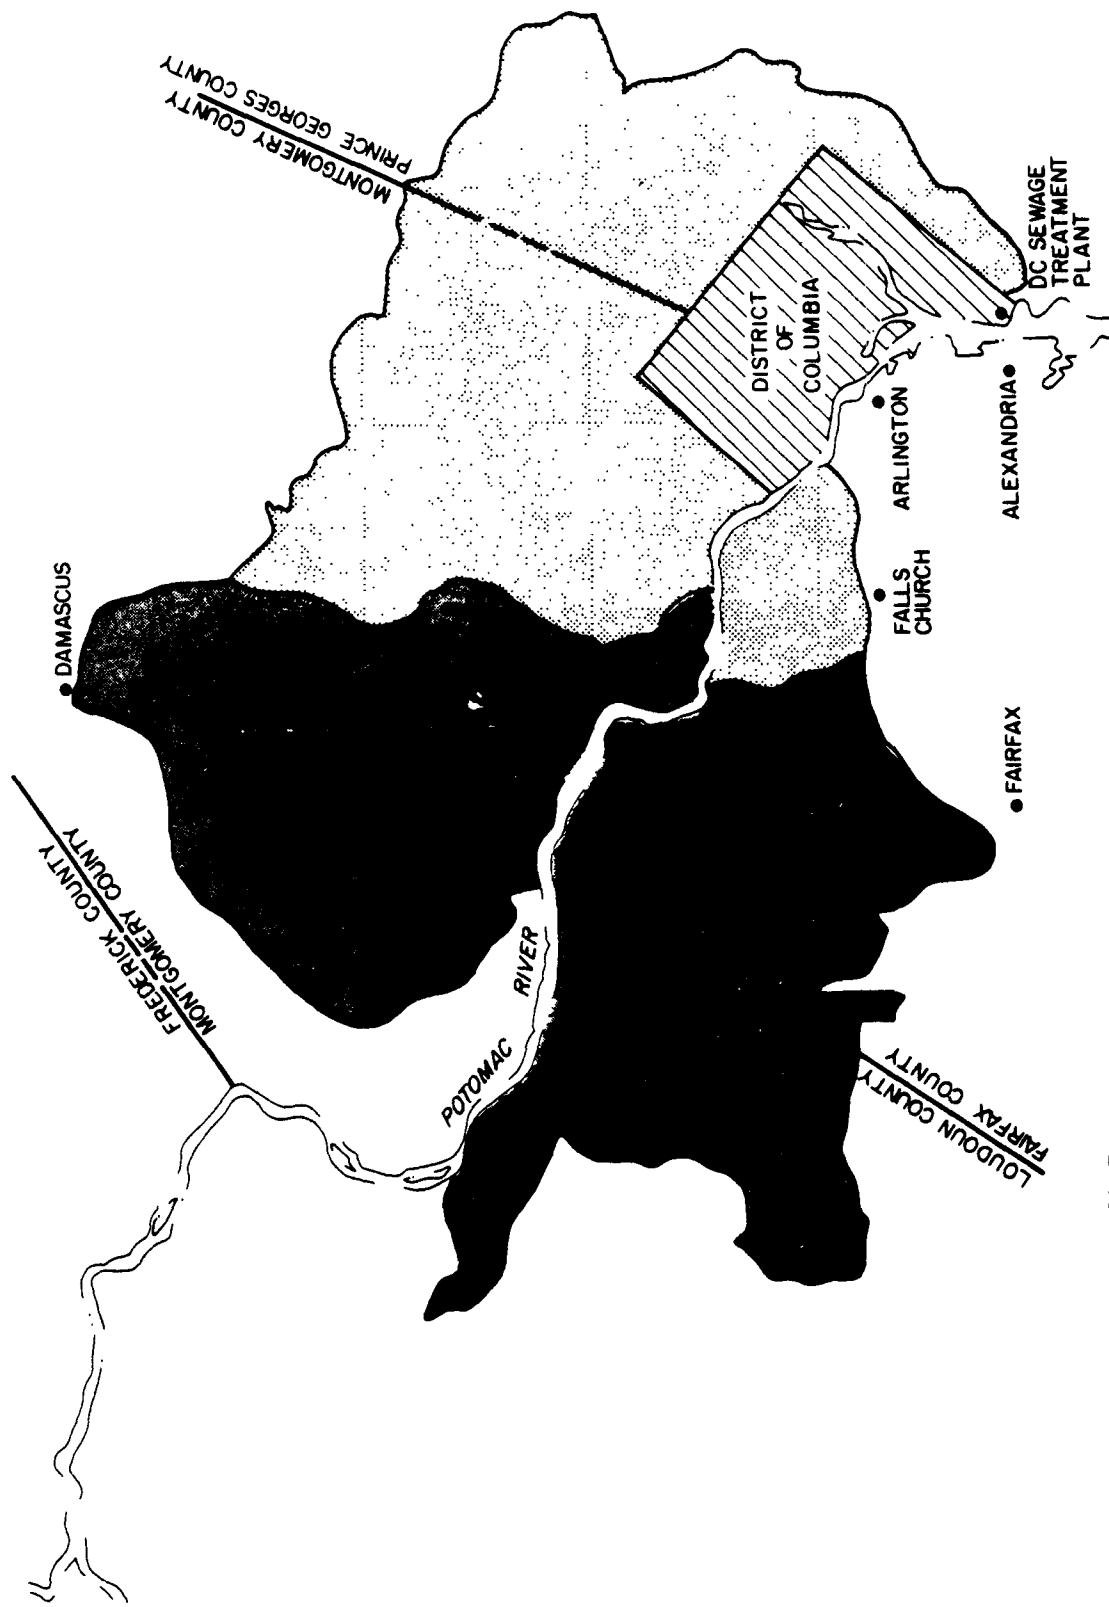 DAMASCUS
FREDERICK COUNTY
MONTGOMERY COUNTY
MONTGOMERY COUNTY
PRINCE GEORGES COUNTY
POTOMAC
RIVER
DISTRICT
OF
COLUMBIA
DC SEWAGE
TREATMENT
PLANT
ARLINGTON
ALEXANDRIA
FALLS
CHURCH
FAIRFAX
LOUDOUN COUNTY
FAIRFAX COUNTY